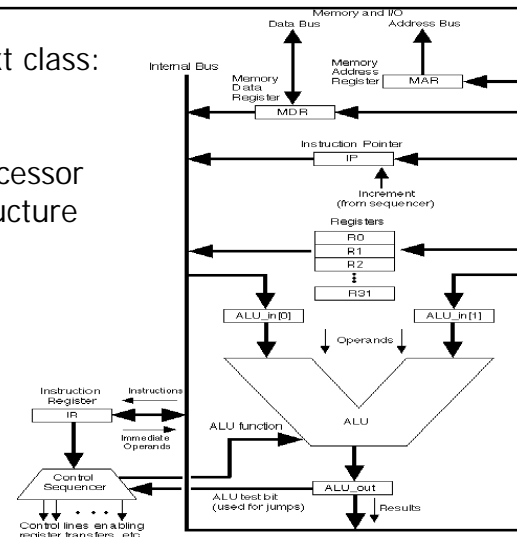 xt class:
cessor
ucture
Memory and I/O
Data Bus
Address Bus
Internal Bus
Memory
Data
Register
MDR
Memory
Address
Register
MAR
Instruction Pointer
IP
Increment
(from sequencer)
Registers
R0
R1
R2
R31
ALU_in[0]
ALU_in[1]
Operands
Instruction
Register
IR
Instructions
Immediate
Operands
ALU function
ALU
Control
Sequencer
ALU test bit
(used for jumps)
ALU_out
Results
Control lines enabling
register transfers, etc.